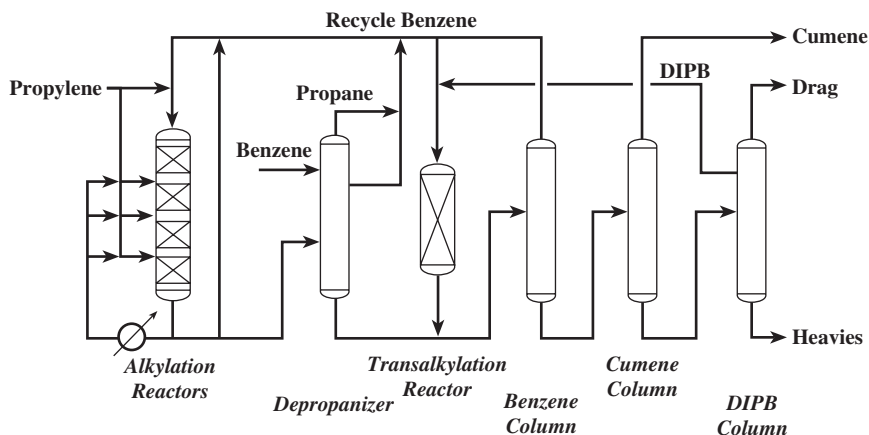 Recycle Benzene
Cumene
Propylene
DIPB
Drag
Propane
Benzene
Heavies
Alkylation
Reactors
Transalkylation
Reactor
Cumene
Column
Depropanizer
Benzene
Column
DIPB
Column